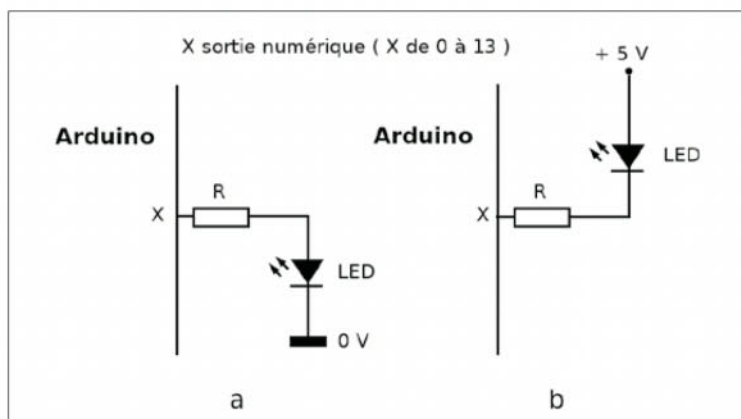 X sortie numérique ( X de 0 à 13 )
+ 5 V
Arduino
Arduino
LED
R
R
X
X
LED
0 V
a
b